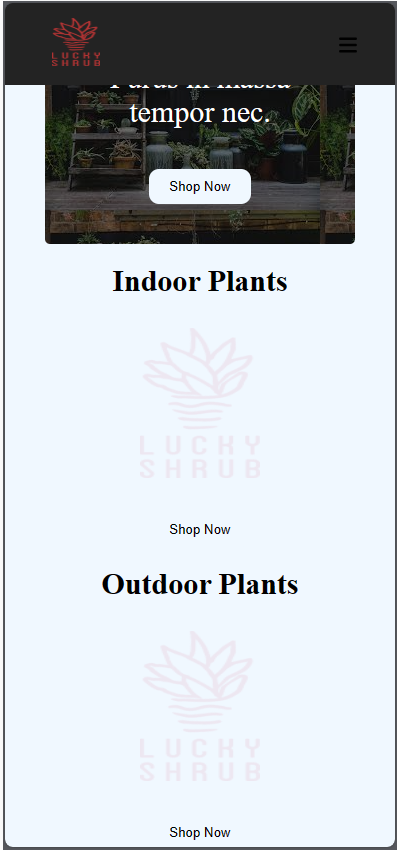 LUCKY
SHRUB
Purus in massa
tempor nec.
Shop Now
Indoor Plants
LUCKY
SHRUB
Shop Now
Outdoor Plants
LUCKY
SHRUB
Shop Now